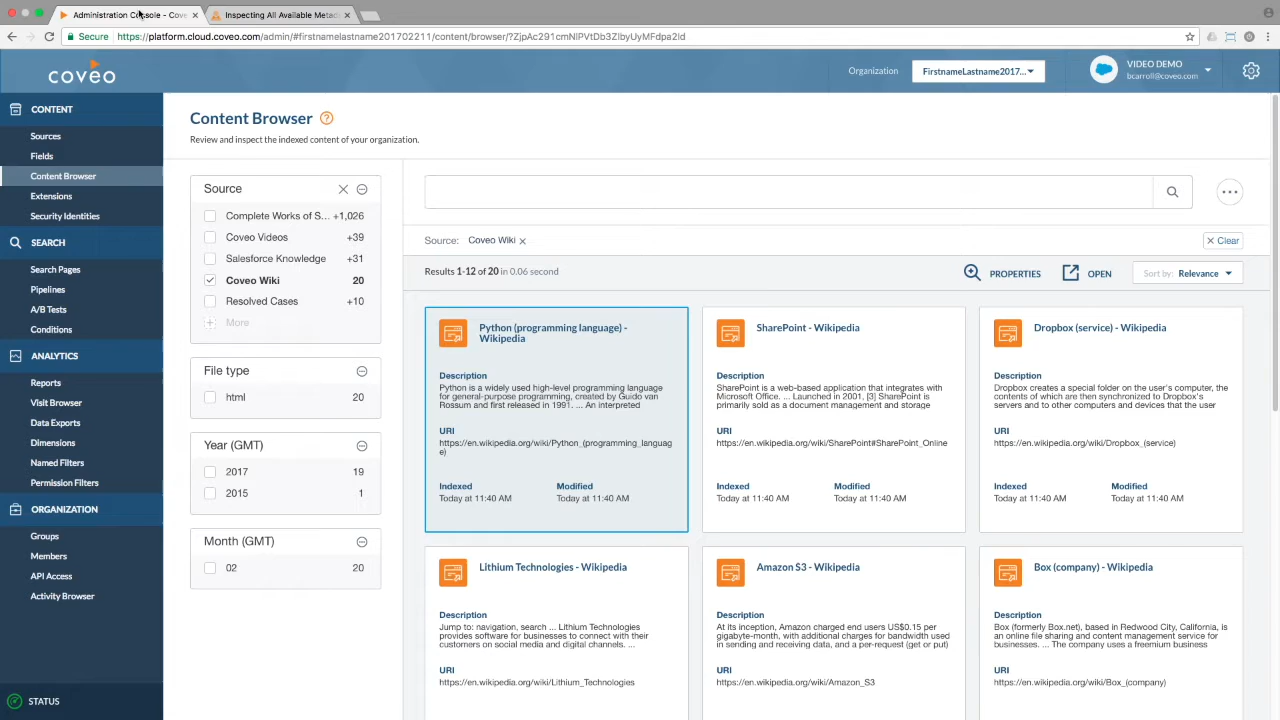 Administration Console - Cove
Inspecting All Available Metad
Secure
https://platform.cloud.coveo.com/admin/#firstnamelastname201702211/content/browser/?ZjpAc291cmNlPVtDb3ZlbyUyMFdpa2ld
coveo
Organization
FirstnameLastname2017...
VIDEO DEMO
bcarroll@coveo.com
CONTENT
Sources
Fields
Content Browser
Extensions
Security Identities
SEARCH
Search Pages
Pipelines
A/B Tests
Conditions
ANALYTICS
Reports
Visit Browser
Data Exports
Dimensions
Named Filters
Permission Filters
ORGANIZATION
Groups
Members
API Access
Activity Browser
STATUS
Content Browser
Review and inspect the indexed content of your organization.
Source
Complete Works of S... +1,026
Coveo Videos +39
Salesforce Knowledge +31
Coveo Wiki 20
Resolved Cases +10
More
File type
html 20
Year (GMT)
2017 19
2015 1
Month (GMT)
02 20
Source: Coveo Wiki
Clear
Results 1-12 of 20 in 0.06 second
PROPERTIES
OPEN
Sort by: Relevance
Python (programming language) -
Wikipedia
Description
Python is a widely used high-level programming language
for general-purpose programming, created by Guido van
Rossum and first released in 1991. ... An interpreted
URI
https://en.wikipedia.org/wiki/Python_(programming_languag
e)
Indexed Modified
Today at 11:40 AM Today at 11:40 AM
SharePoint - Wikipedia
Description
SharePoint is a web-based application that integrates with
Microsoft Office. ... Launched in 2001, [3] SharePoint is
primarily sold as a document management and storage
URI
https://en.wikipedia.org/wiki/SharePoint#SharePoint_Online
Indexed Modified
Today at 11:40 AM Today at 11:40 AM
Dropbox (service) - Wikipedia
Description
Dropbox creates a special folder on the user's computer, the
contents of which are then synchronized to Dropbox's
servers and to other computers and devices that the user
URI
https://en.wikipedia.org/wiki/Dropbox_(service)
Indexed Modified
Today at 11:40 AM Today at 11:40 AM
Lithium Technologies - Wikipedia
Description
Jump to: navigation, search ... Lithium Technologies
provides software for businesses to connect with their
customers on social media and digital channels. ...
URI
https://en.wikipedia.org/wiki/Lithium_Technologies
Amazon S3 - Wikipedia
Description
At its inception, Amazon charged end users US$0.15 per
gigabyte-month, with additional charges for bandwidth used
in sending and receiving data, and a per-request (get or put)
URI
https://en.wikipedia.org/wiki/Amazon_S3
Box (company) - Wikipedia
Description
Box (formerly Box.net), based in Redwood City, California, is
an online file sharing and content management service for
businesses. ... The company uses a freemium business
URI
https://en.wikipedia.org/wiki/Box_(company)